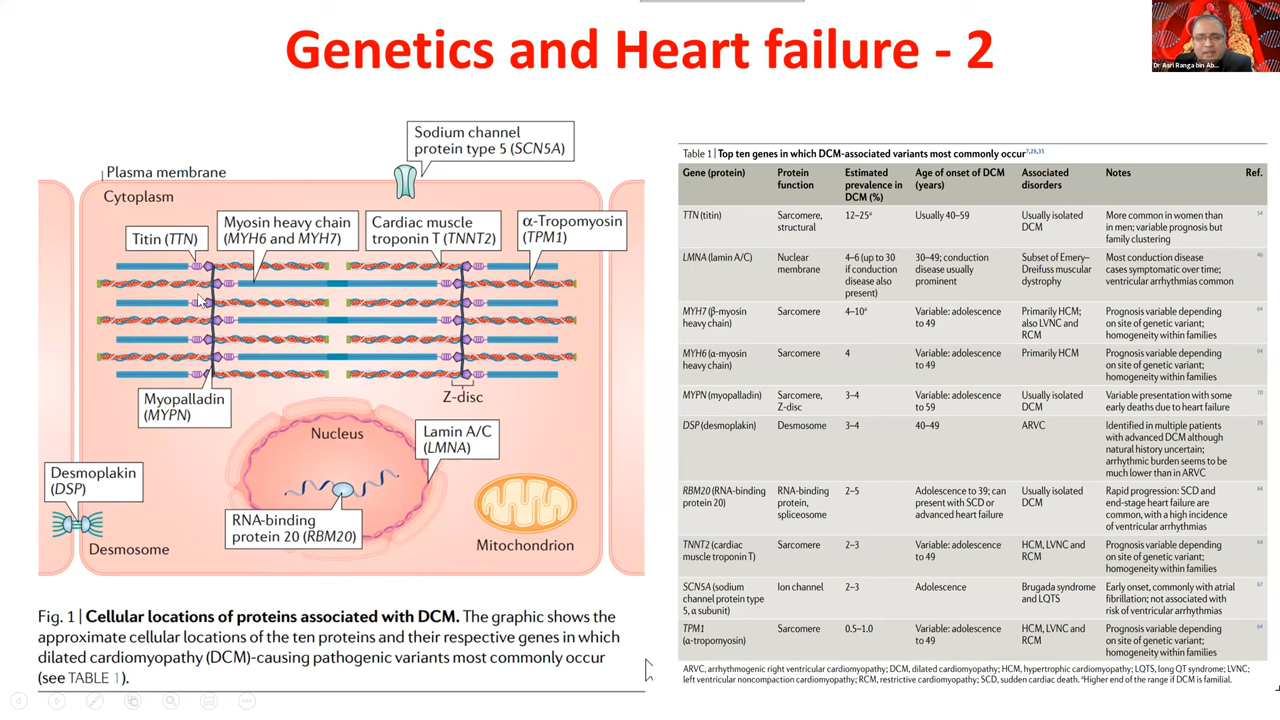 Genetics and Heart failure - 2
Dr. Asri Ranga bin Ab...
Sodium channel
protein type 5 (SCN5A)
Plasma membrane
Cytoplasm
Titin (TTN)
Myosin heavy chain
(MYH6 and MYH7)
Cardiac muscle
troponin T (TNNT2)
α-Tropomyosin
(TPM1)
Myopalladin
(MYPN)
Z-disc
Nucleus
Lamin A/C
(LMNA)
Desmoplakin
(DSP)
Desmosome
RNA-binding
protein 20 (RBM20)
Mitochondrion
Fig. 1 | Cellular locations of proteins associated with DCM. The graphic shows the
approximate cellular locations of the ten proteins and their respective genes in which
dilated cardiomyopathy (DCM)-causing pathogenic variants most commonly occur
(see TABLE 1).
Table 1 | Top ten genes in which DCM-associated variants most commonly occur7,28,35
Gene (protein) Protein Estimated Age of onset of DCM Associated Notes Ref.
function prevalence in (years) disorders
DCM (%)
TTN (titin) Sarcomere, 12–25a Usually 40–59 Usually isolated More common in women than 54
structural DCM in men; variable prognosis but
family clustering
LMNA (lamin A/C) Nuclear 4–6 (up to 30 30–49; conduction Subset of Emery– Most conduction disease 46
membrane if conduction disease usually Dreifuss muscular cases symptomatic over time;
disease also prominent dystrophy ventricular arrhythmias common
present)
MYH7 (β-myosin Sarcomere 4–10a Variable: adolescence Primarily HCM; Prognosis variable depending 64
heavy chain) to 49 also LVNC and on site of genetic variant;
RCM homogeneity within families
MYH6 (α-myosin Sarcomere 4 Variable: adolescence Primarily HCM Prognosis variable depending 64
heavy chain) to 49 on site of genetic variant;
homogeneity within families
MYPN (myopalladin) Sarcomere, 3–4 Variable: adolescence Usually isolated Variable presentation with some 70
Z-disc to 59 DCM early deaths due to heart failure
DSP (desmoplakin) Desmosome 3–4 40–49 ARVC Identified in multiple patients
with advanced DCM although
natural history uncertain;
arrhythmic burden seems to be
much lower than in ARVC
RBM20 (RNA-binding RNA-binding 2–5 Adolescence to 39; can Usually isolated Rapid progression: SCD and
protein 20) protein, present with SCD or DCM end-stage heart failure are
spliceosome advanced heart failure common, with a high incidence
of ventricular arrhythmias
TNNT2 (cardiac Sarcomere 2–3 Variable: adolescence HCM, LVNC and Prognosis variable depending 64
muscle troponin T) to 49 RCM on site of genetic variant;
homogeneity within families
SCN5A (sodium Ion channel 2–3 Adolescence Brugada syndrome Early onset, commonly with atrial 67
channel protein type and LQTS fibrillation; not associated with
5, α subunit) risk of ventricular arrhythmias
TPM1 Sarcomere 0.5–1.0 Variable: adolescence HCM, LVNC and Prognosis variable depending 64
(α-tropomyosin) to 49 RCM on site of genetic variant;
homogeneity within families
ARVC, arrhythmogenic right ventricular cardiomyopathy; DCM, dilated cardiomyopathy; HCM, hypertrophic cardiomyopathy; LQTS, long QT syndrome; LVNC;
left ventricular noncompaction cardiomyopathy; RCM, restrictive cardiomyopathy; SCD, sudden cardiac death. aHigher end of the range if DCM is familial.